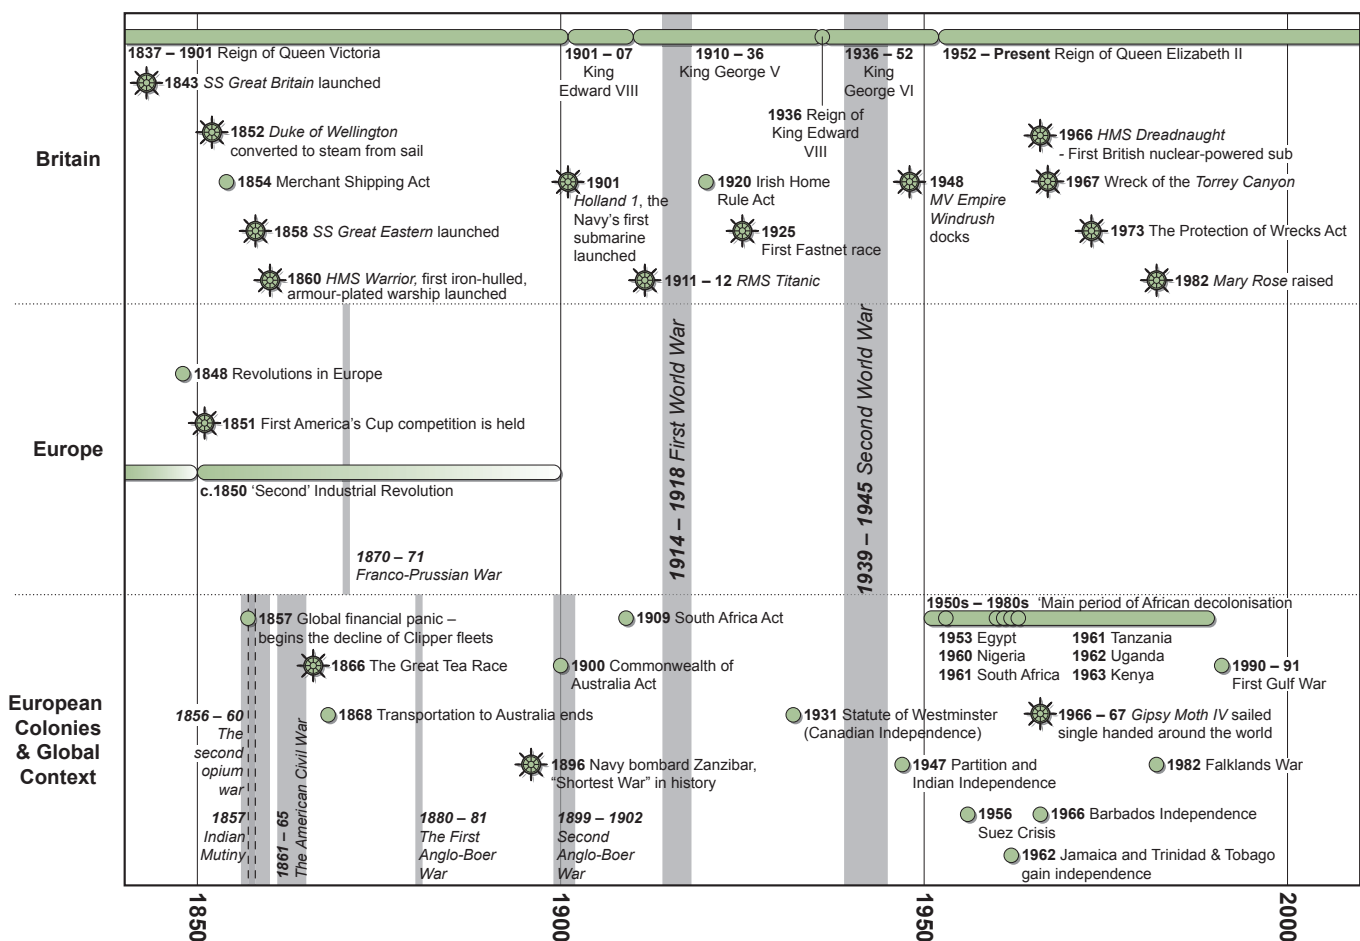 1837 – 1901 Reign of Queen Victoria
1901 – 07
King
Edward VIII
1910 – 36
King George V
1936 – 52
King
George VI
1952 – Present Reign of Queen Elizabeth II
1936 Reign of
King Edward
VIII
Britain
1843 SS Great Britain launched
1852 Duke of Wellington
converted to steam from sail
1854 Merchant Shipping Act
1858 SS Great Eastern launched
1860 HMS Warrior, first iron-hulled,
armour-plated warship launched
1901
Holland 1, the
Navy's first
submarine
launched
1911 – 12 RMS Titanic
1920 Irish Home
Rule Act
1925
First Fastnet race
1948
MV Empire
Windrush
docks
1966 HMS Dreadnaught
- First British nuclear-powered sub
1967 Wreck of the Torrey Canyon
1973 The Protection of Wrecks Act
1982 Mary Rose raised
Europe
1848 Revolutions in Europe
1851 First America's Cup competition is held
c.1850 ‘Second’ Industrial Revolution
1870 – 71
Franco-Prussian War
1914 – 1918 First World War
1939 – 1945 Second World War
European
Colonies
& Global
Context
1857 Global financial panic –
begins the decline of Clipper fleets
1866 The Great Tea Race
1868 Transportation to Australia ends
1856 – 60
The
second
opium
war
1857
Indian
Mutiny
1861 – 65
The American Civil War
1880 – 81
The First
Anglo-Boer
War
1896 Navy bombard Zanzibar,
“Shortest War” in history
1899 – 1902
Second
Anglo-Boer
War
1909 South Africa Act
1900 Commonwealth of
Australia Act
1931 Statute of Westminster
(Canadian Independence)
1947 Partition and
Indian Independence
1956
Suez Crisis
1950s – 1980s ‘Main period of African decolonisation
1953 Egypt
1960 Nigeria
1961 South Africa
1961 Tanzania
1962 Uganda
1963 Kenya
1990 – 91
First Gulf War
1966 – 67 Gipsy Moth IV sailed
single handed around the world
1982 Falklands War
1966 Barbados Independence
1962 Jamaica and Trinidad & Tobago
gain independence
1850
1900
1950
2000